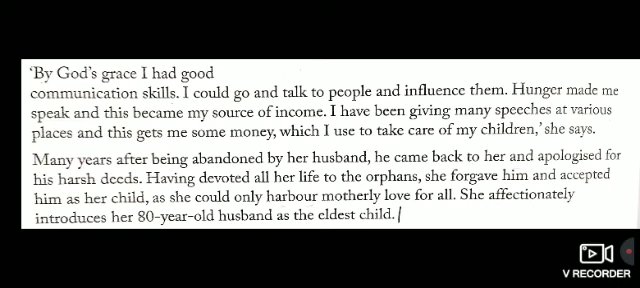 'By God's grace I had good
communication skills. I could go and talk to people and influence them. Hunger made me
speak and this became my source of income. I have been giving many speeches at various
places and this gets me some money, which I use to take care of my children,' she says.
Many years after being abandoned by her husband, he came back to her and apologised for
his harsh deeds. Having devoted all her life to the orphans, she forgave him and accepted
him as her child, as she could only harbour motherly love for all. She affectionately
introduces her 80-year-old husband as the eldest child.
V RECORDER